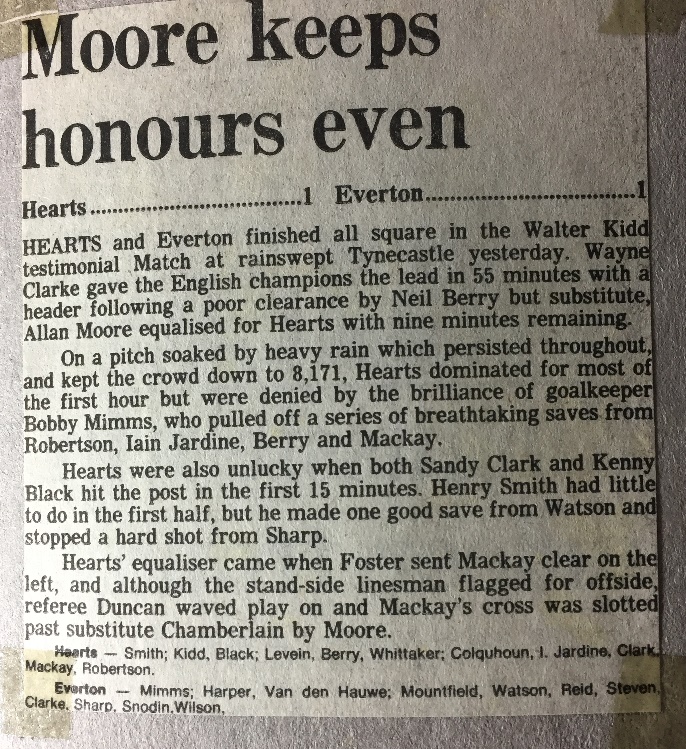 Moore keeps
honours even
Hearts...................................1 Everton...................................1
HEARTS and Everton finished all square in the Walter Kidd
testimonial Match at rainswept Tynecastle yesterday. Wayne
Clarke gave the English champions the lead in 55 minutes with a
header following a poor clearance by Neil Berry but substitute,
Allan Moore equalised for Hearts with nine minutes remaining.
On a pitch soaked by heavy rain which persisted throughout,
and kept the crowd down to 8,171, Hearts dominated for most of
the first hour but were denied by the brilliance of goalkeeper
Bobby Mimms, who pulled off a series of breathtaking saves from
Robertson, Iain Jardine, Berry and Mackay.
Hearts were also unlucky when both Sandy Clark and Kenny
Black hit the post in the first 15 minutes. Henry Smith had little
to do in the first half, but he made one good save from Watson and
stopped a hard shot from Sharp.
Hearts' equaliser came when Foster sent Mackay clear on the
left, and although the stand-side linesman flagged for offside,
referee Duncan waved play on and Mackay's cross was slotted
past substitute Chamberlain by Moore.
Hearts — Smith; Kidd, Black; Levein, Berry, Whittaker; Colquhoun, I. Jardine, Clark,
Mackay, Robertson.
Everton — Mimms; Harper, Van den Hauwe; Mountfield, Watson, Reid, Steven,
Clarke, Sharp, Snodin,Wilson,